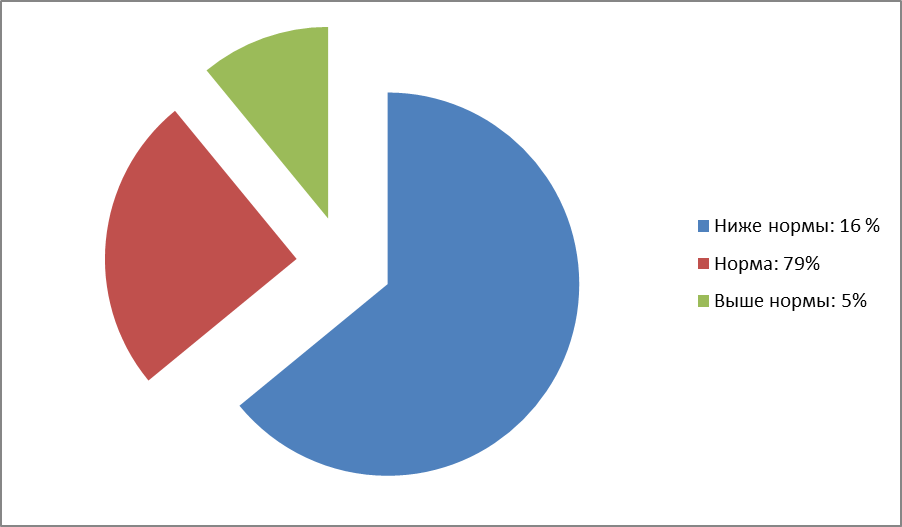 Ниже нормы: 16 %
Норма: 79%
Выше нормы: 5%